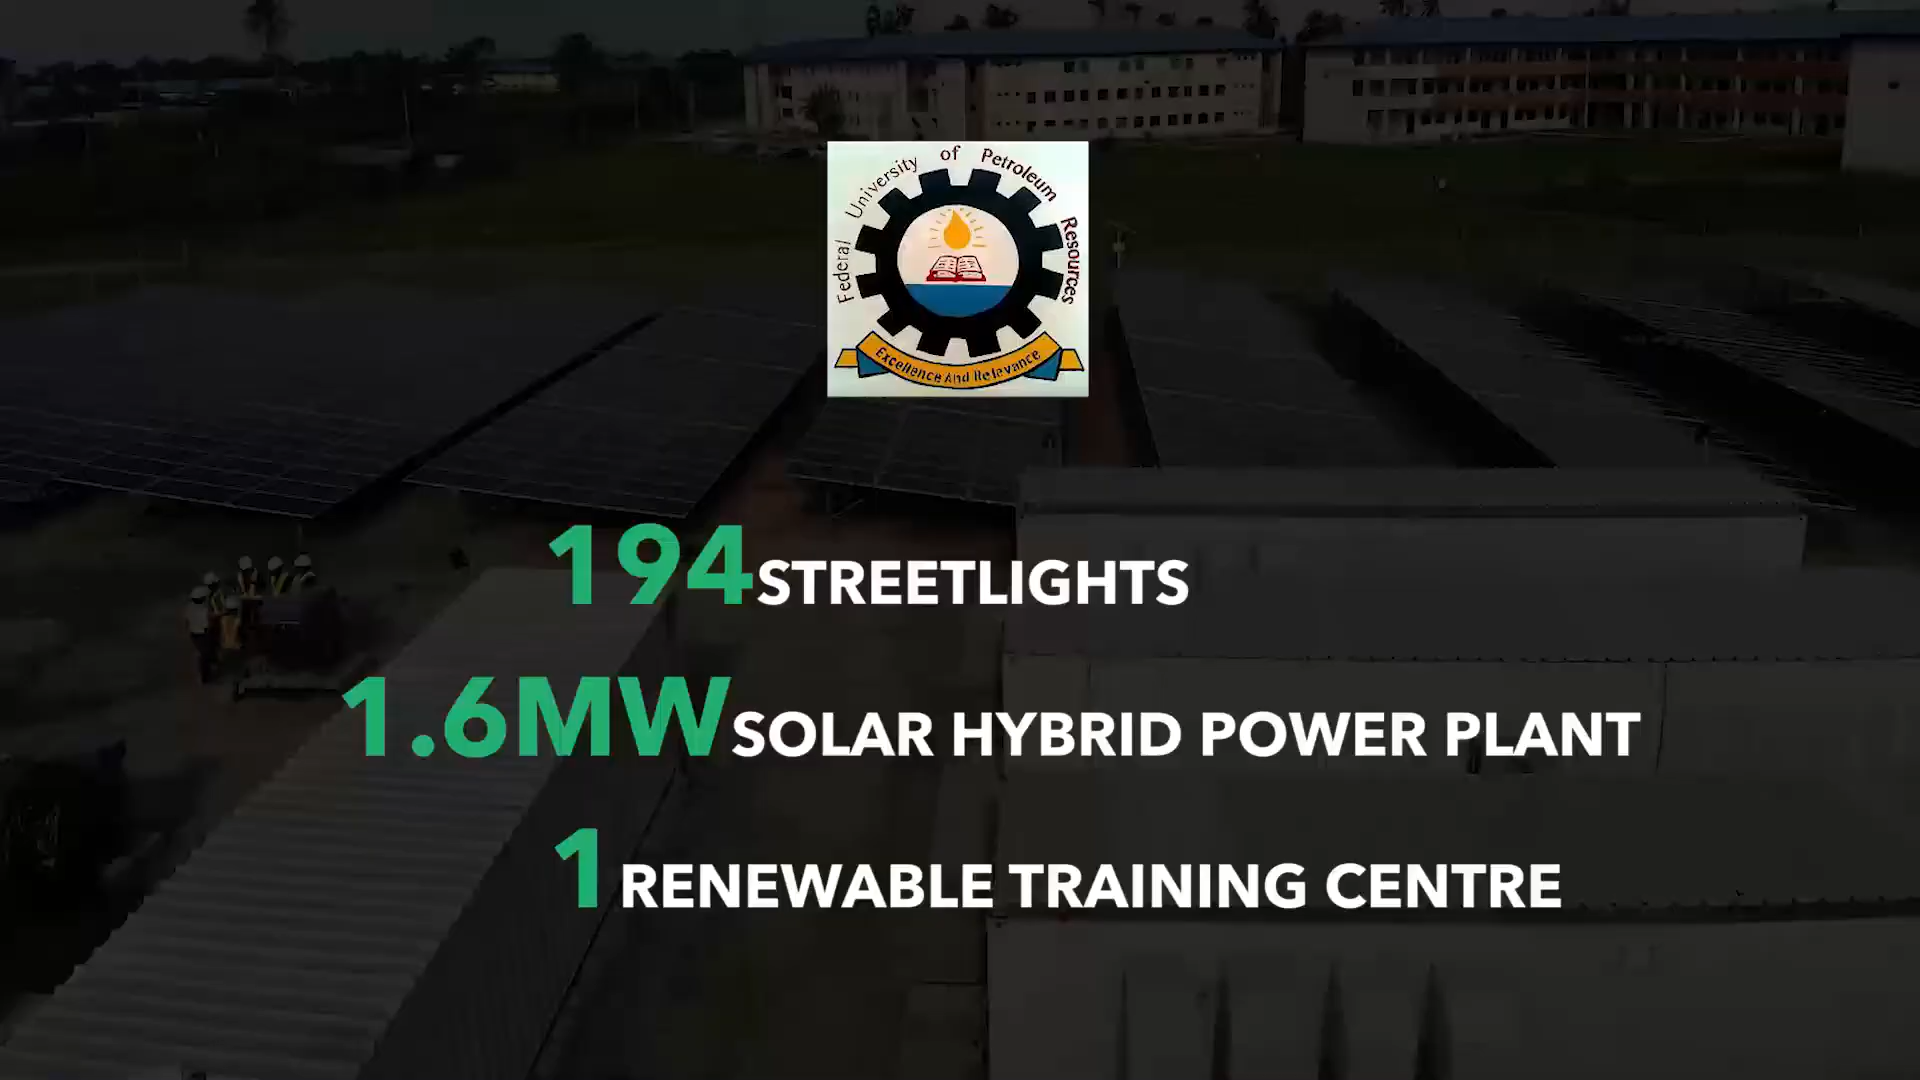 Federal University of Petroleum Resources
Excellence And Relevance
194 STREETLIGHTS
1.6MW SOLAR HYBRID POWER PLANT
1 RENEWABLE TRAINING CENTRE